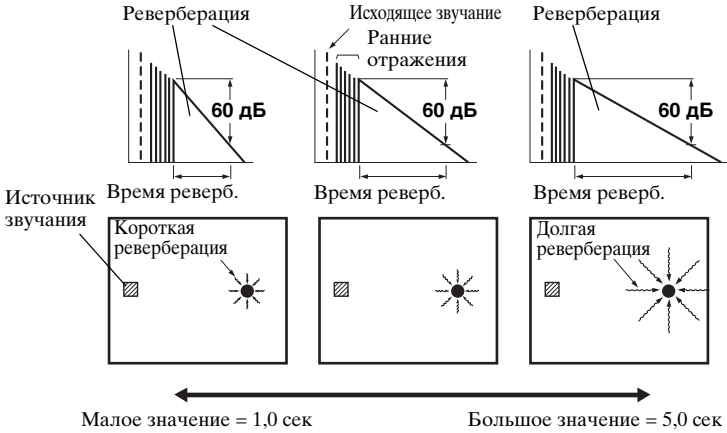 Реверберация
Исходящее звучание
Реверберация
Ранние
отражения
60 дБ
60 дБ
60 дБ
Источник
звучания
Время реверб.
Время реверб.
Время реверб.
Короткая
реверберация
Долгая
реверберация
Малое значение = 1,0 сек
Большое значение = 5,0 сек